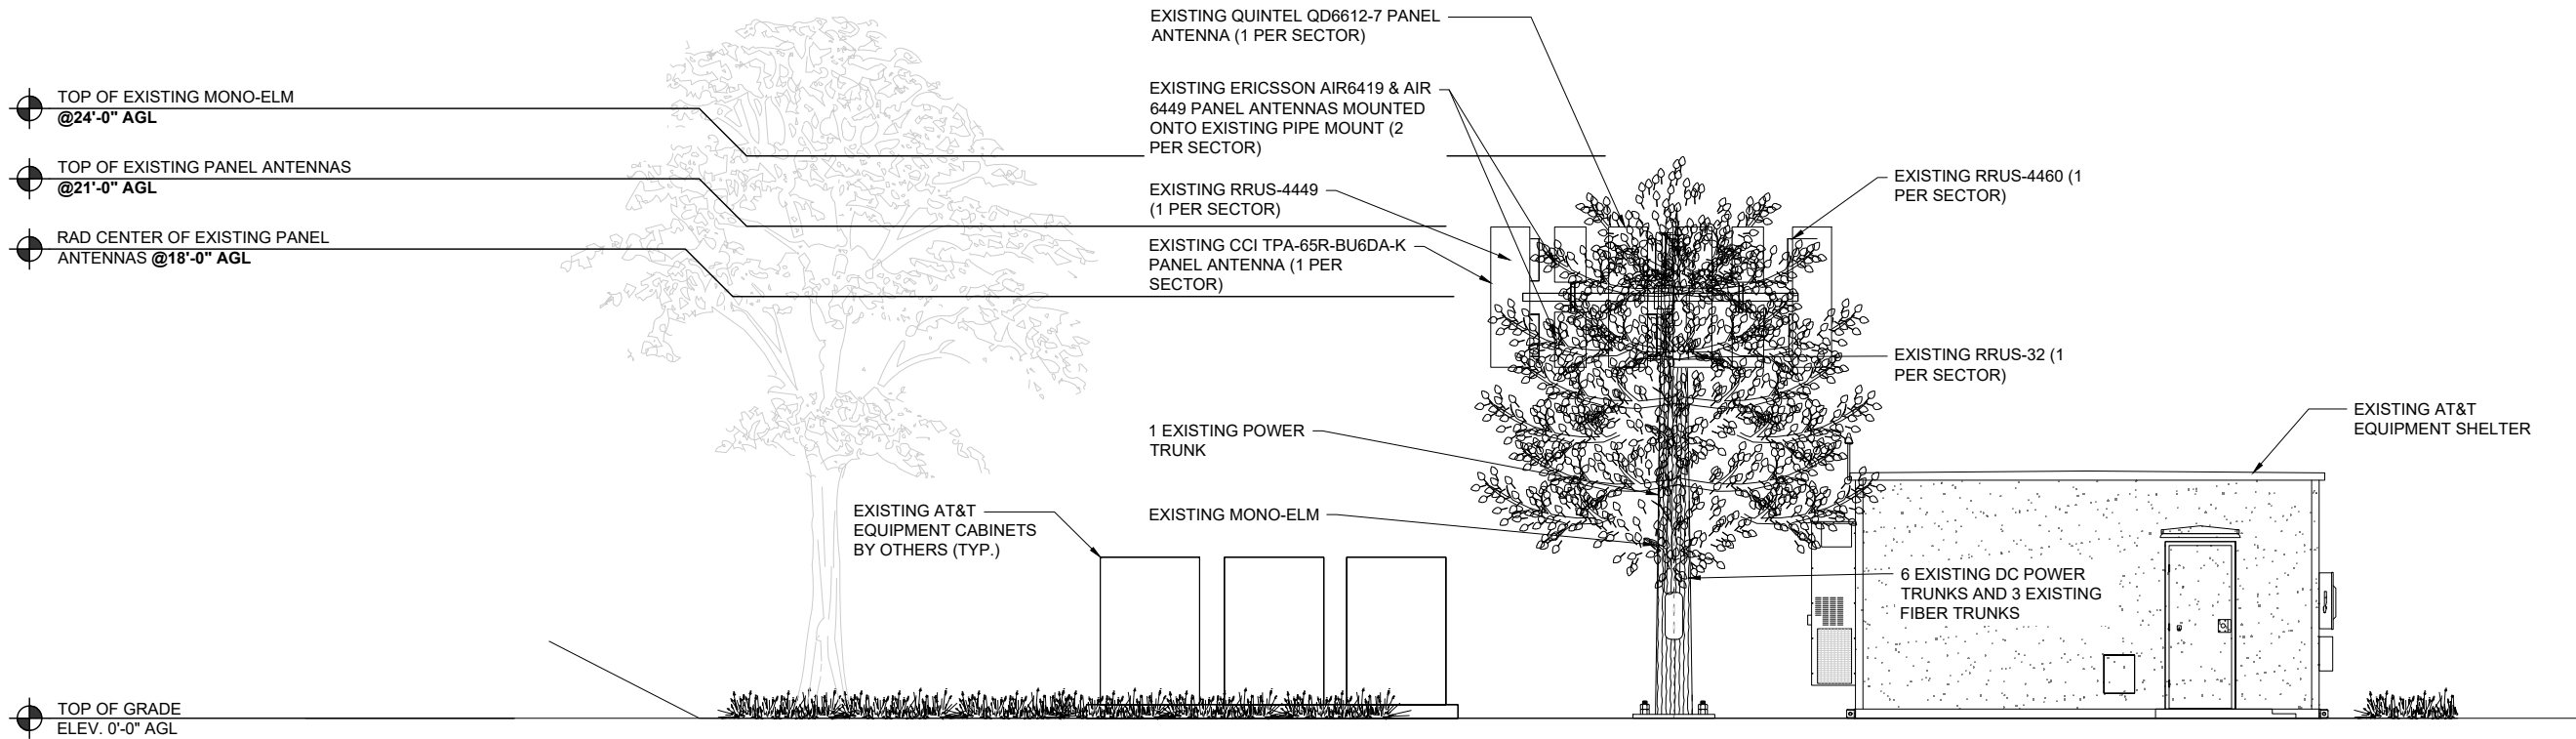 TOP OF EXISTING MONO-ELM
@24'-0" AGL
TOP OF EXISTING PANEL ANTENNAS
@21'-0" AGL
RAD CENTER OF EXISTING PANEL
ANTENNAS @18'-0" AGL
TOP OF GRADE
ELEV. 0'-0" AGL
EXISTING QUINTEL QD6612-7 PANEL
ANTENNA (1 PER SECTOR)
EXISTING ERICSSON AIR6419 & AIR
6449 PANEL ANTENNAS MOUNTED
ONTO EXISTING PIPE MOUNT (2
PER SECTOR)
EXISTING RRUS-4449
(1 PER SECTOR)
EXISTING CCI TPA-65R-BU6DA-K
PANEL ANTENNA (1 PER
SECTOR)
1 EXISTING POWER
TRUNK
EXISTING MONO-ELM
EXISTING AT&T
EQUIPMENT CABINETS
BY OTHERS (TYP.)
EXISTING RRUS-4460 (1
PER SECTOR)
EXISTING RRUS-32 (1
PER SECTOR)
EXISTING AT&T
EQUIPMENT SHELTER
6 EXISTING DC POWER
TRUNKS AND 3 EXISTING
FIBER TRUNKS